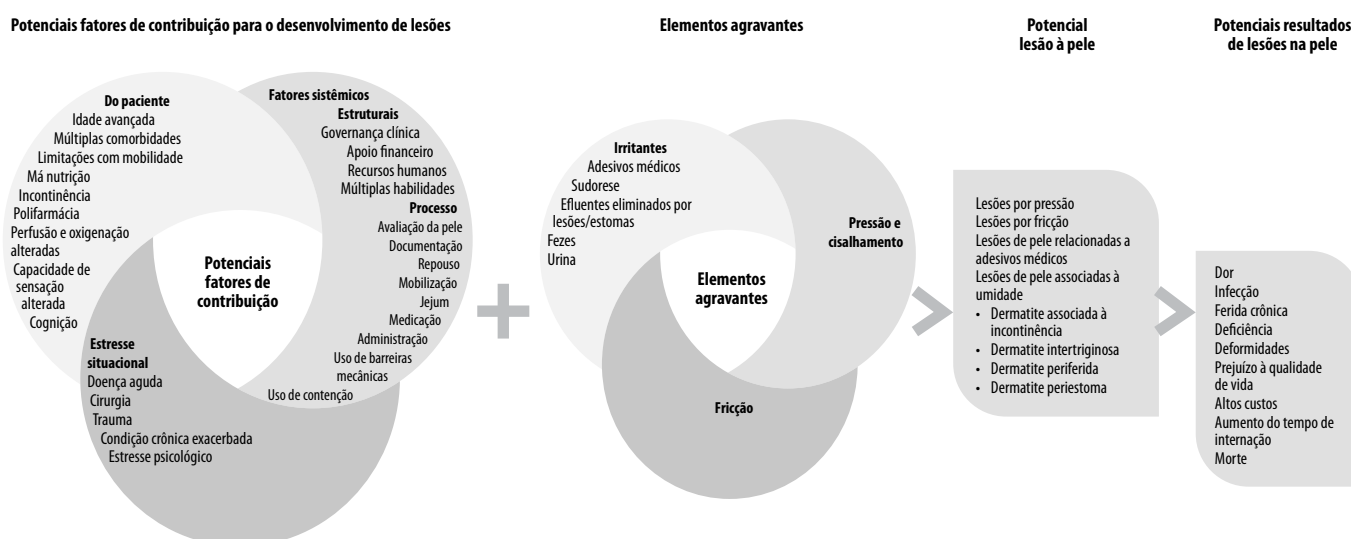 Potenciais fatores de contribuição para o desenvolvimento de lesões
Do paciente
Idade avançada
Múltiplas comorbidades
Limitações com mobilidade
Má nutrição
Incontinência
Polifarmácia
Perfusão e oxigenação
alteradas
Capacidade de
sensação
alterada
Cognição
Fatores sistêmicos
Estruturais
Governança clínica
Apoio financeiro
Recursos humanos
Múltiplas habilidades
Processo
Avaliação da pele
Documentação
Repouso
Mobilização
Jejum
Medicação
Administração
Uso de barreiras
mecânicas
Uso de contenção
Potenciais
fatores de
contribuição
Estresse
situacional
Doença aguda
Cirurgia
Trauma
Condição crônica exacerbada
Estresse psicológico
+
Elementos agravantes
Irritantes
Adesivos médicos
Sudorese
Efluentes eliminados por
lesões/estomas
Fezes
Urina
Pressão e
cisalhamento
Elementos
agravantes
Fricção
>
Potencial
lesão à pele
Lesões por pressão
Lesões por fricção
Lesões de pele relacionadas a
adesivos médicos
Lesões de pele associadas à
umidade
• Dermatite associada à
incontinência
• Dermatite intertriginosa
• Dermatite periferida
• Dermatite periestoma
>
Potenciais resultados
de lesões na pele
Dor
Infecção
Ferida crônica
Deficiência
Deformidades
Prejuízo à qualidade
de vida
Altos custos
Aumento do tempo de
internação
Morte